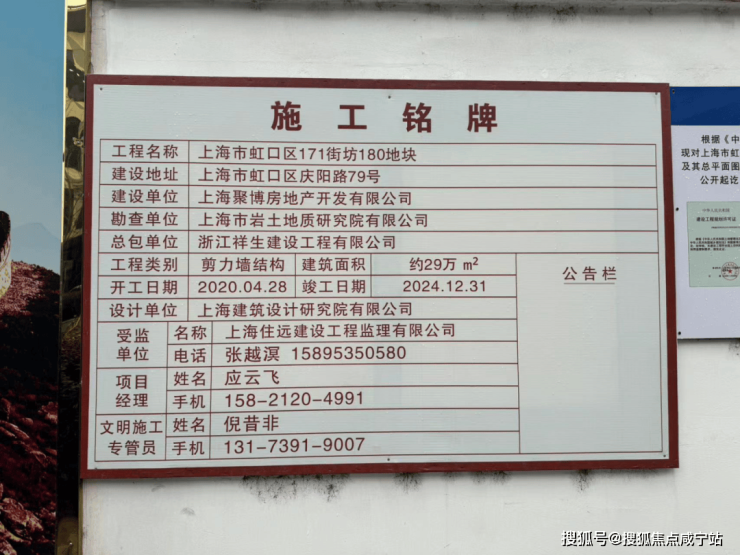 施工铭牌
工程名称 上海市虹口区171街坊180地块
建设地址 上海市虹口区庆阳路79号
建设单位 上海聚博房地产开发有限公司
勘查单位 上海市岩土地质研究院有限公司
总包单位 浙江祥生建设工程有限公司
工程类别 剪力墙结构 建筑面积 约29万 m²
开工日期 2020.04.28 竣工日期 2024.12.31
公告栏
设计单位 上海建筑设计研究院有限公司
受监单位 名称 上海住远建设工程监理有限公司
电话 张越溟 15895350580
项目经理 姓名 应云飞
手机 158-2120-4991
文明施工专管员 姓名 倪昔非
手机 131-7391-9007
根据《中
现对上海市虹
及其总平面图
公开起讫
搜狐号@搜狐焦点咸宁站